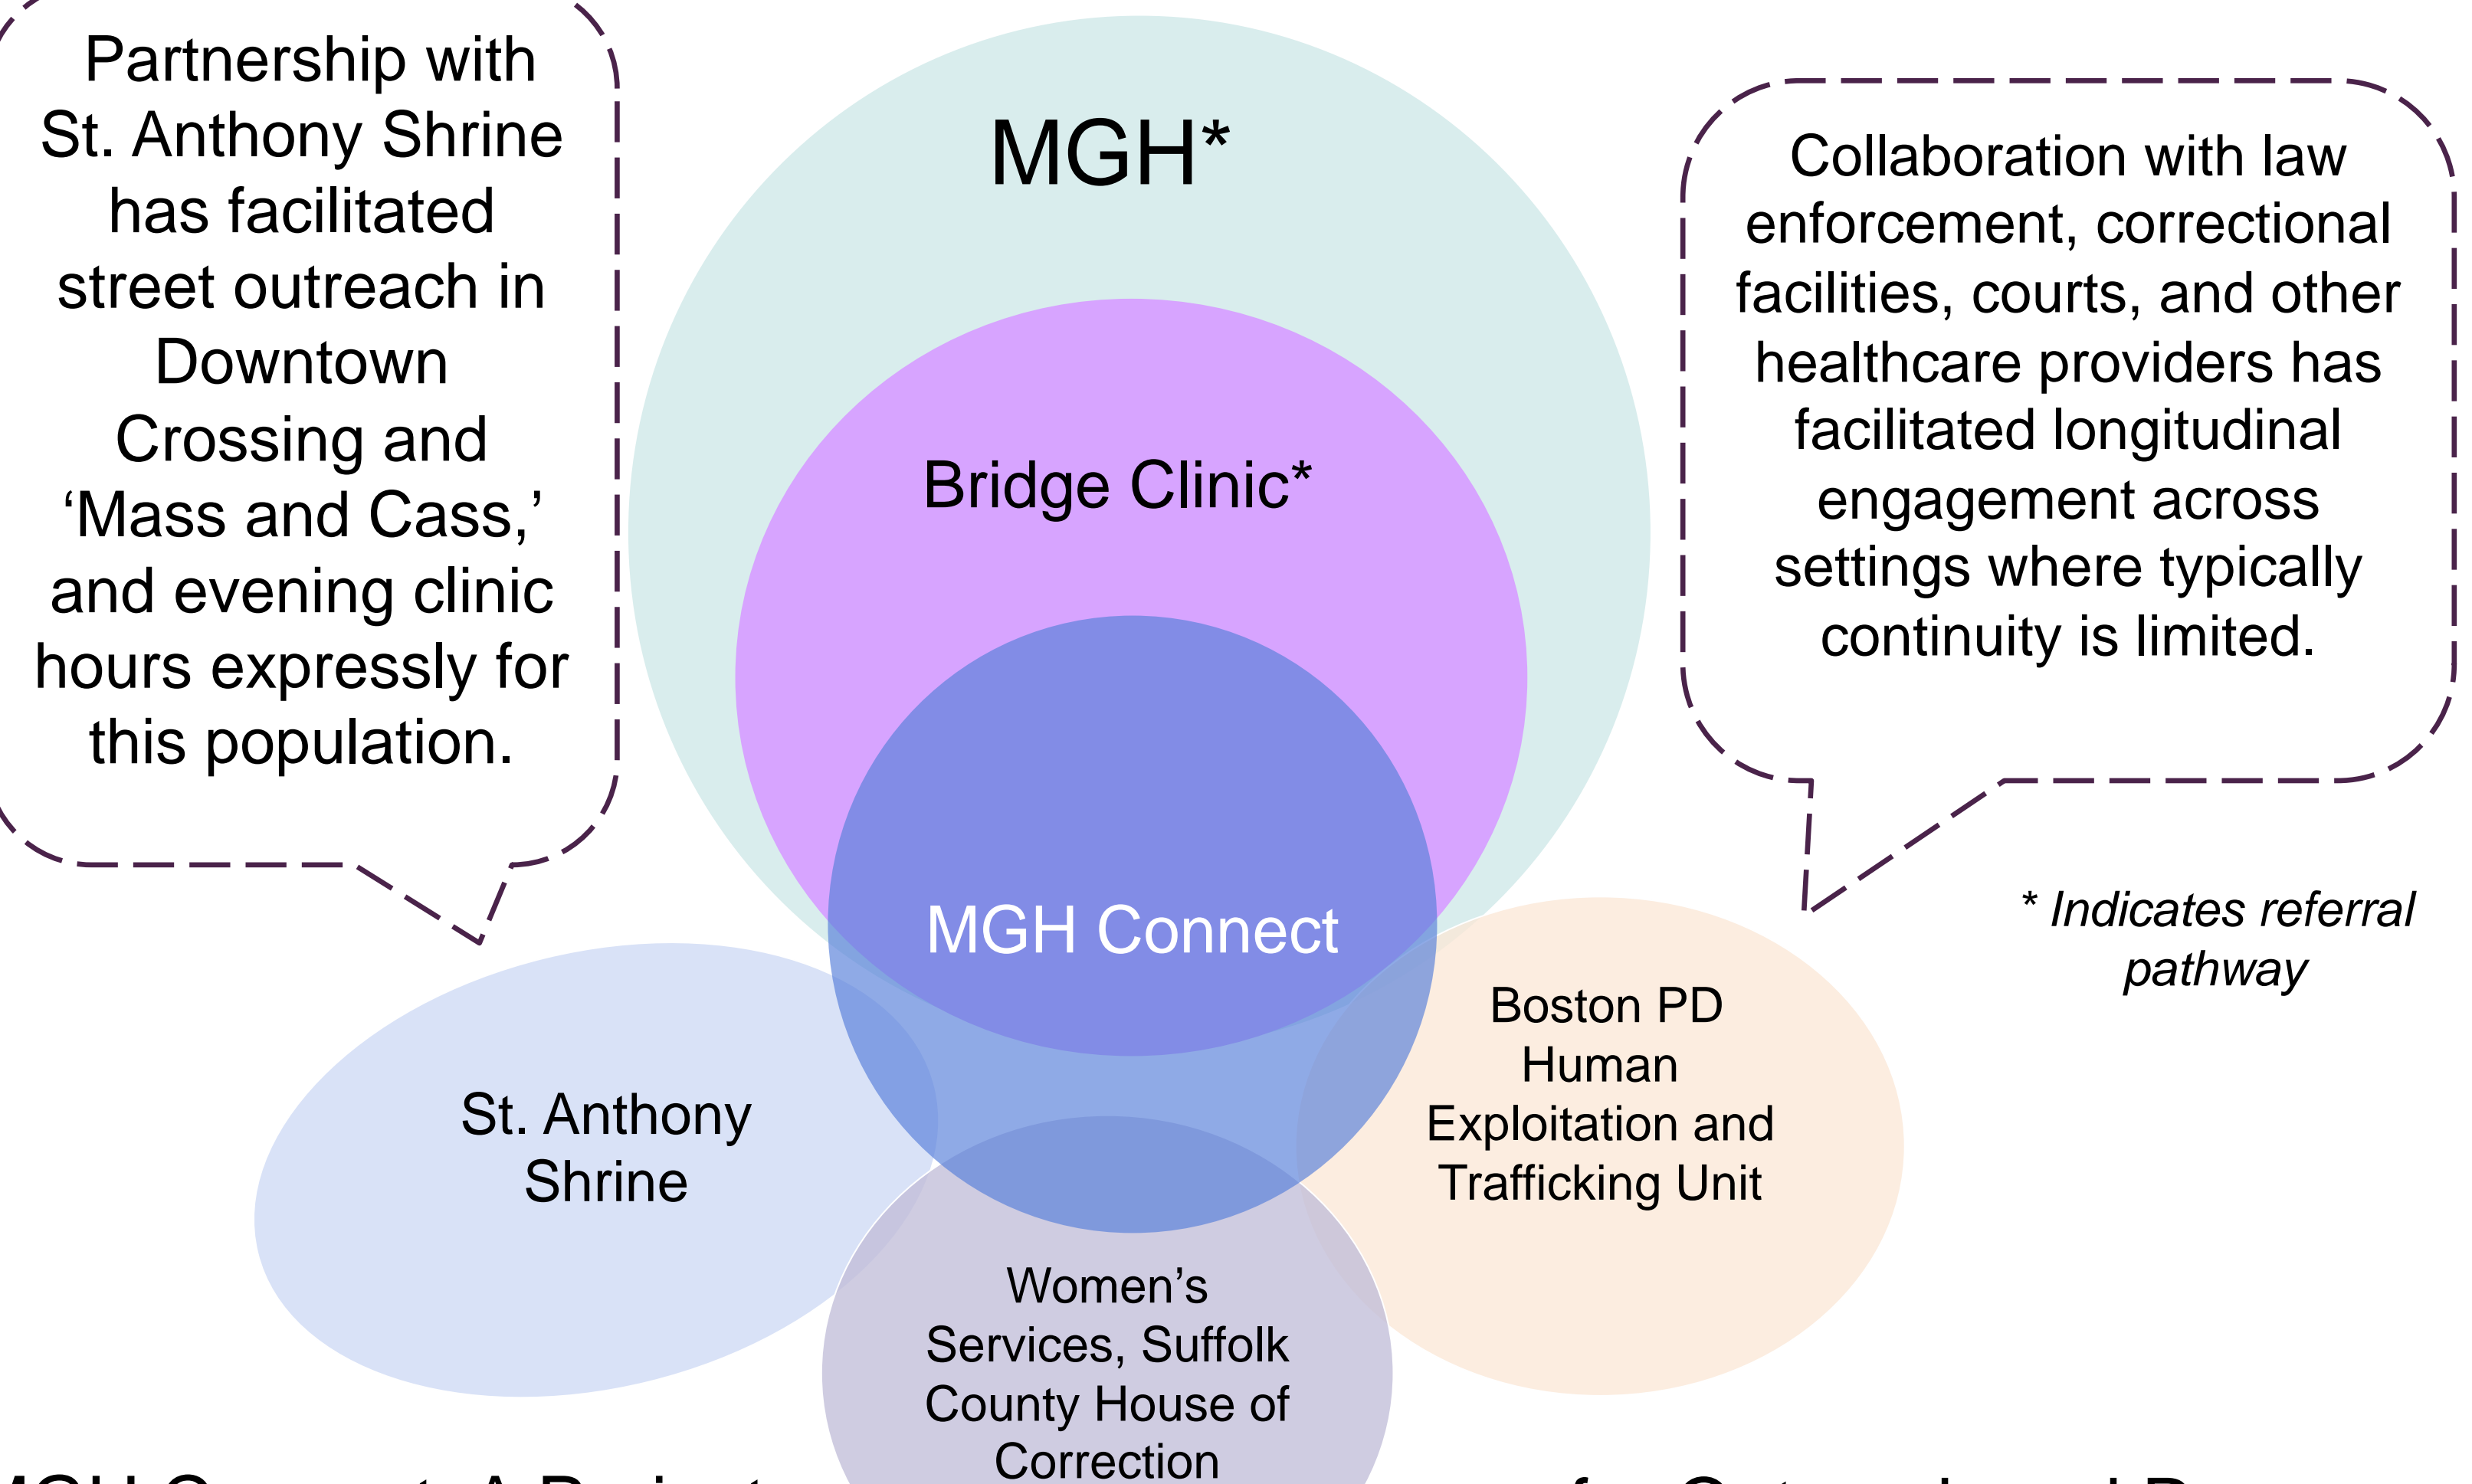 Partnership with
St. Anthony Shrine
has facilitated
street outreach in
Downtown
Crossing and
‘Mass and Cass,’
and evening clinic
hours expressly for
this population.
MGH*
Bridge Clinic*
MGH Connect
Collaboration with law
enforcement, correctional
facilities, courts, and other
healthcare providers has
facilitated longitudinal
engagement across
settings where typically
continuity is limited.
* Indicates referral
pathway
St. Anthony
Shrine
Boston PD
Human
Exploitation and
Trafficking Unit
Women’s
Services, Suffolk
County House of
Correction